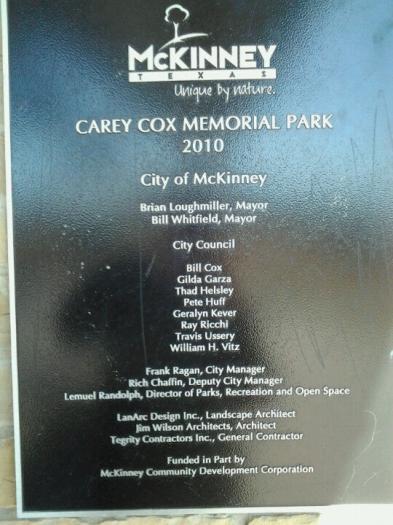 McKINNEY
TEXAS
Unique by nature.
CAREY COX MEMORIAL PARK
2010
City of McKinney
Brian Loughmiller, Mayor
Bill Whitfield, Mayor
City Council
Bill Cox
Gilda Garza
Thad Helsley
Pete Huff
Geralyn Kever
Ray Ricchi
Travis Ussery
William H. Vitz
Frank Ragan, City Manager
Rich Chaffin, Deputy City Manager
Lemuel Randolph, Director of Parks, Recreation and Open Space
LanArc Design Inc., Landscape Architect
Jim Wilson Architects, Architect
Tegrity Contractors Inc., General Contractor
Funded in Part by
McKinney Community Development Corporation